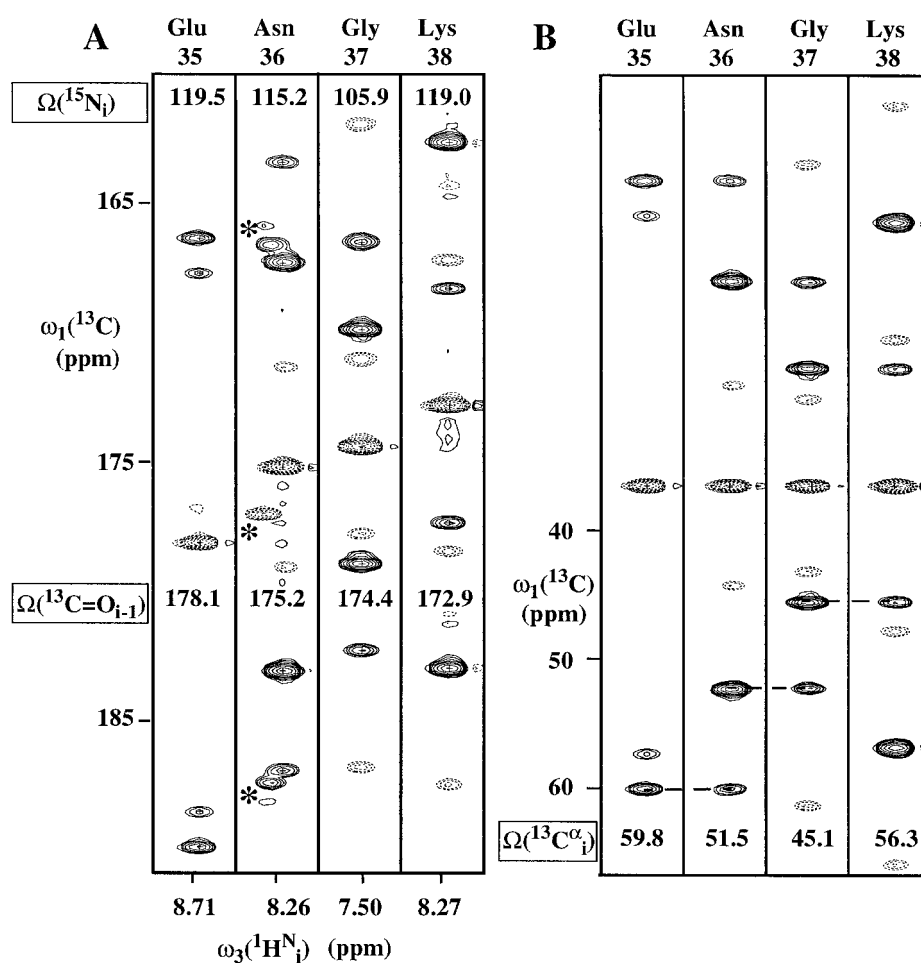 A
Glu Asn Gly Lys
35 36 37 38
Ω(¹⁵Nᵢ) 119.5 115.2 105.9 119.0
165
*
ω₁(¹³C)
(ppm)
175
*
Ω(¹³C=Oᵢ₋₁) 178.1 175.2 174.4 172.9
185
*
8.71 8.26 7.50 8.27
ω₃(¹Hᴺᵢ) (ppm)
B
Glu Asn Gly Lys
35 36 37 38
40
ω₁(¹³C)
(ppm)
50
60
Ω(¹³Cᵅᵢ) 59.8 51.5 45.1 56.3